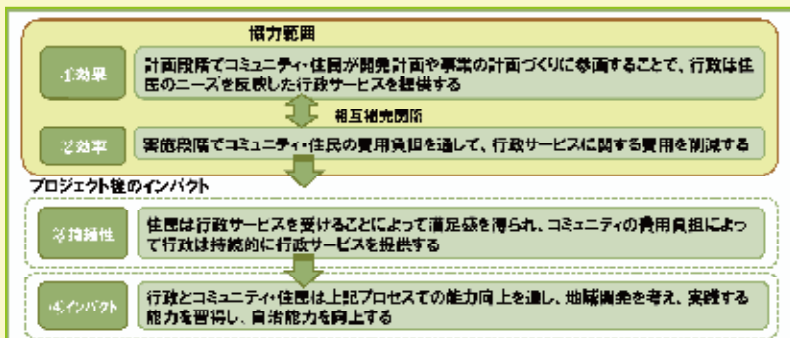 協力範囲
①効果
計画段階でコミュニティ・住民が開発計画や事業の計画づくりに参画することで、行政は住
民のニーズを反映した行政サービスを提供する
相互補完関係
②効率
実施段階でコミュニティ・住民の費用負担を通して、行政サービスに関する費用を削減する
プロジェクト後のインパクト
③持続性
住民は行政サービスを受けることによって満足感を得られ、コミュニティの費用負担によっ
て行政は持続的に行政サービスを提供する
④インパクト
行政とコミュニティ・住民は上記プロセスでの能力向上を通し、地域開発を考え、実践する
能力を習得し、自治能力を向上する